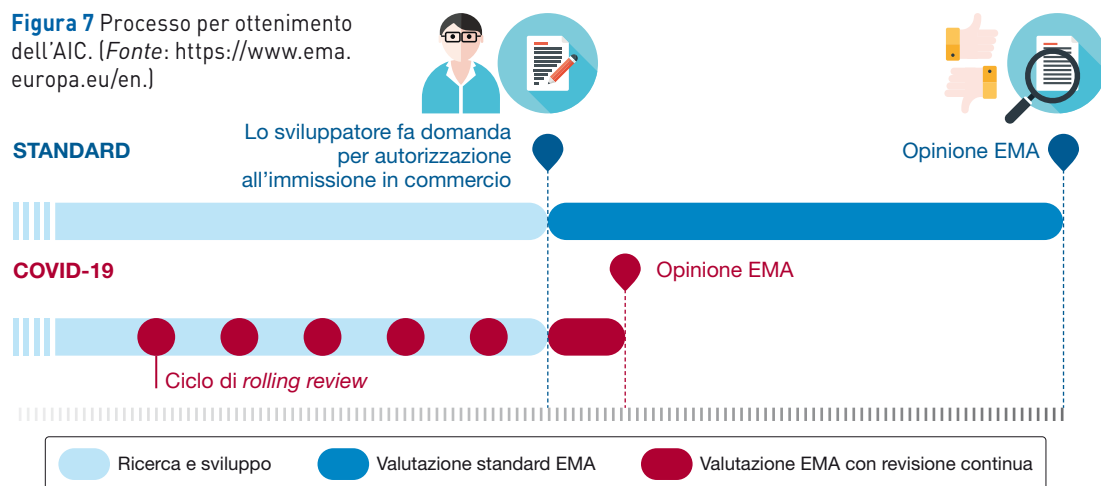 Figura 7 Processo per ottenimento
dell'AIC. (Fonte: https://www.ema.
europa.eu/en.)
STANDARD
Lo sviluppatore fa domanda
per autorizzazione
all'immissione in commercio
Opinione EMA
COVID-19
Opinione EMA
Ciclo di rolling review
Ricerca e sviluppo
Valutazione standard EMA
Valutazione EMA con revisione continua